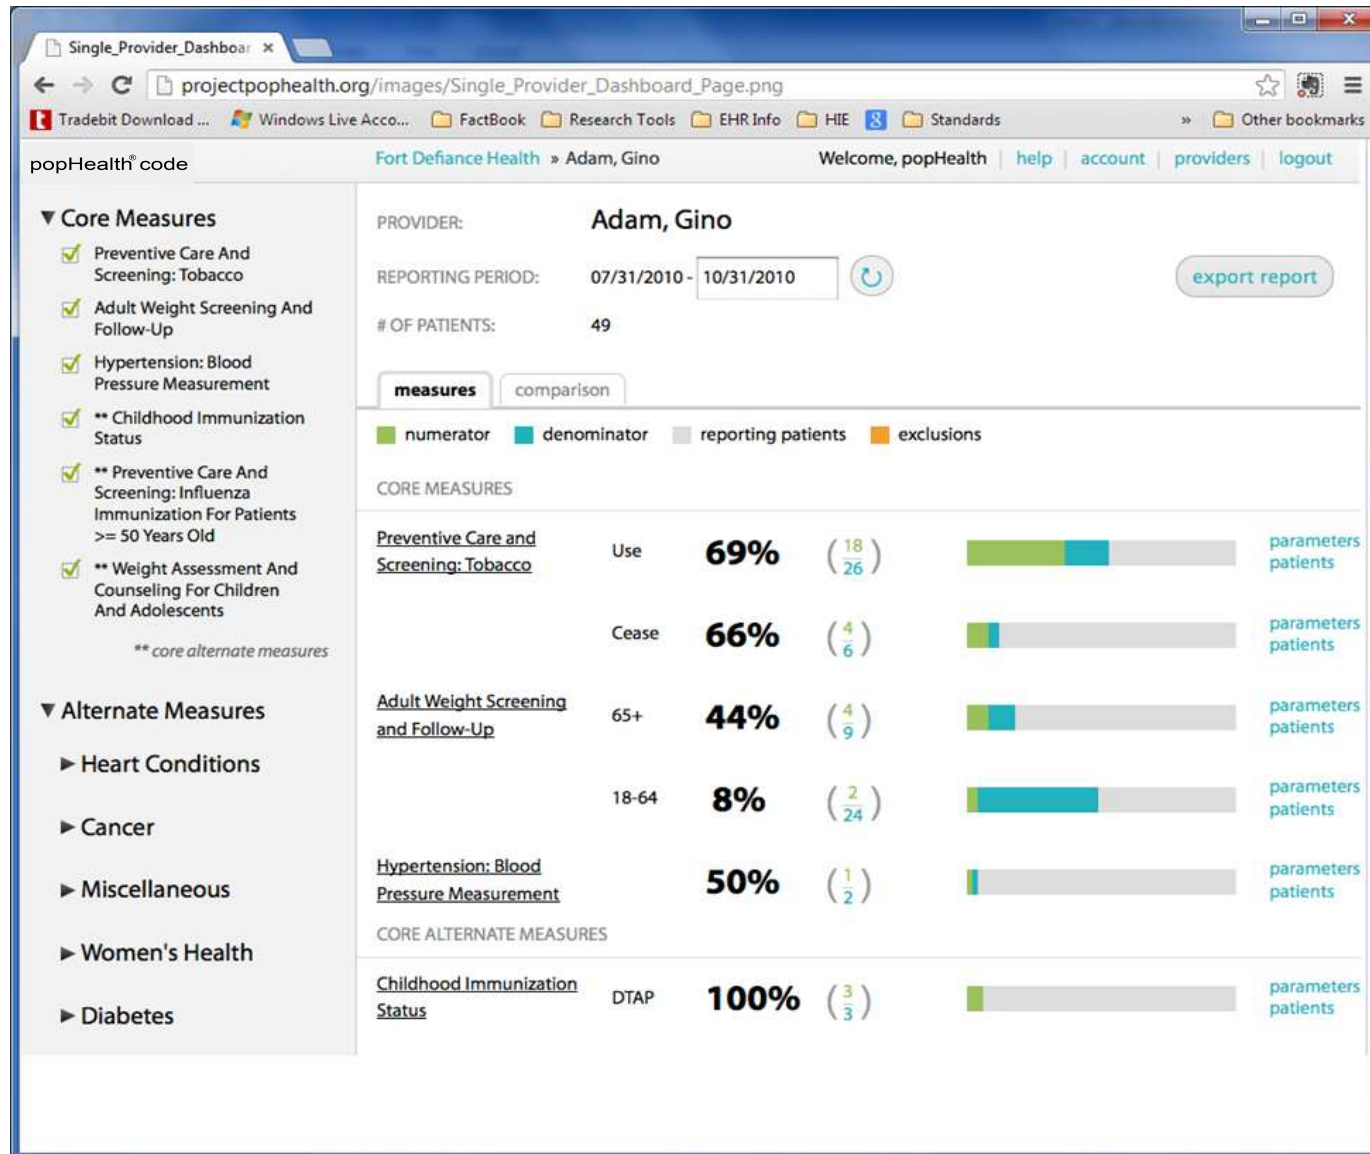 Single_Provider_Dashboar
projectpophealth.org/images/Single_Provider_Dashboard_Page.png
Tradebit Download ... Windows Live Acco... FactBook Research Tools EHR Info HIE 8 Standards » Other bookmarks
popHealth® code
Fort Defiance Health » Adam, Gino
Welcome, popHealth | help | account | providers | logout
▼ Core Measures
Preventive Care And
Screening: Tobacco
Adult Weight Screening And
Follow-Up
Hypertension: Blood
Pressure Measurement
** Childhood Immunization
Status
** Preventive Care And
Screening: Influenza
Immunization For Patients
>= 50 Years Old
** Weight Assessment And
Counseling For Children
And Adolescents
** core alternate measures
▼ Alternate Measures
► Heart Conditions
► Cancer
► Miscellaneous
► Women's Health
► Diabetes
PROVIDER: Adam, Gino
REPORTING PERIOD: 07/31/2010 - 10/31/2010
export report
# OF PATIENTS: 49
measures comparison
numerator denominator reporting patients exclusions
CORE MEASURES
Preventive Care and
Screening: Tobacco
Use 69% (18/26)
parameters
patients
Cease 66% (4/6)
parameters
patients
Adult Weight Screening
and Follow-Up
65+ 44% (4/9)
parameters
patients
18-64 8% (2/24)
parameters
patients
Hypertension: Blood
Pressure Measurement
50% (1/2)
parameters
patients
CORE ALTERNATE MEASURES
Childhood Immunization
Status
DTAP 100% (3/3)
parameters
patients